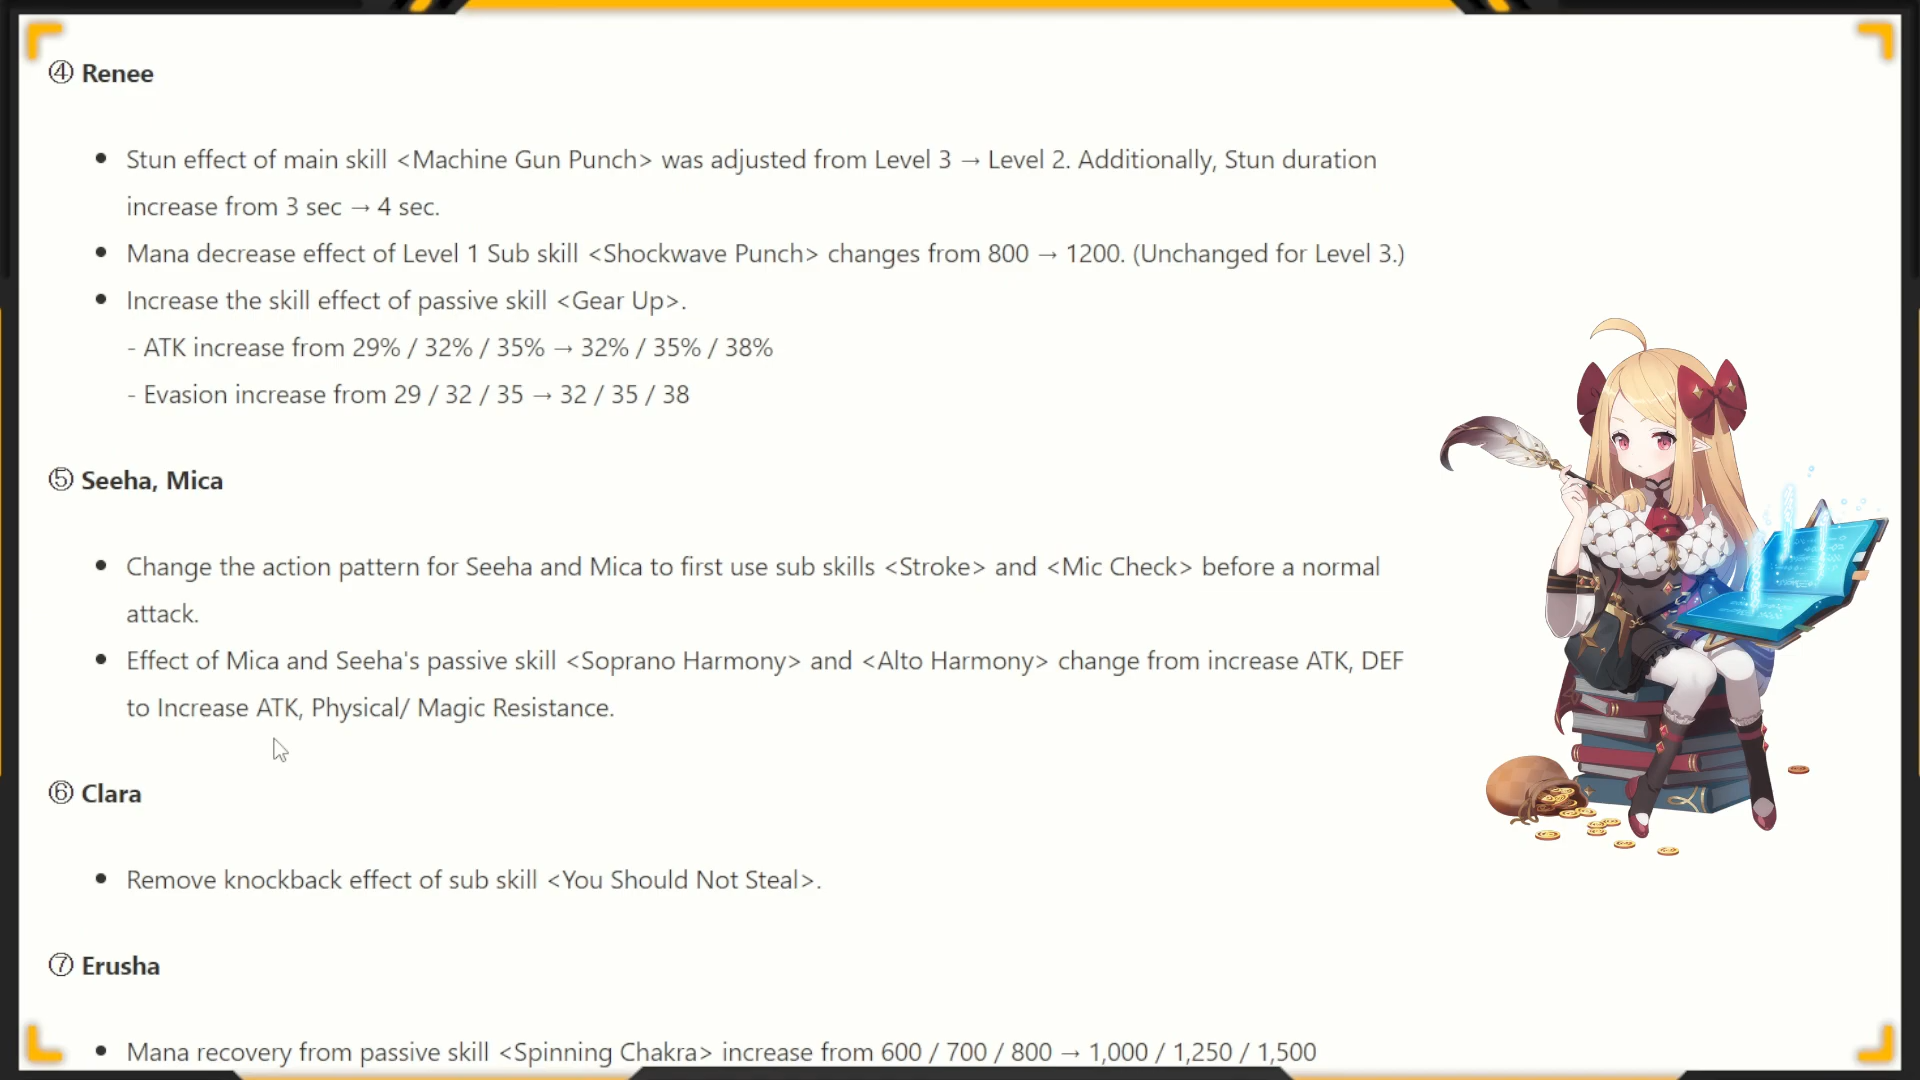 ④ Renee
• Stun effect of main skill <Machine Gun Punch> was adjusted from Level 3 → Level 2. Additionally, Stun duration
increase from 3 sec → 4 sec.
• Mana decrease effect of Level 1 Sub skill <Shockwave Punch> changes from 800 → 1200. (Unchanged for Level 3.)
• Increase the skill effect of passive skill <Gear Up>.
- ATK increase from 29% / 32% / 35% → 32% / 35% / 38%
- Evasion increase from 29 / 32 / 35 → 32 / 35 / 38
⑤ Seeha, Mica
• Change the action pattern for Seeha and Mica to first use sub skills <Stroke> and <Mic Check> before a normal
attack.
• Effect of Mica and Seeha's passive skill <Soprano Harmony> and <Alto Harmony> change from increase ATK, DEF
to Increase ATK, Physical/ Magic Resistance.
⑥ Clara
• Remove knockback effect of sub skill <You Should Not Steal>.
⑦ Erusha
• Mana recovery from passive skill <Spinning Chakra> increase from 600 / 700 / 800 → 1,000 / 1,250 / 1,500